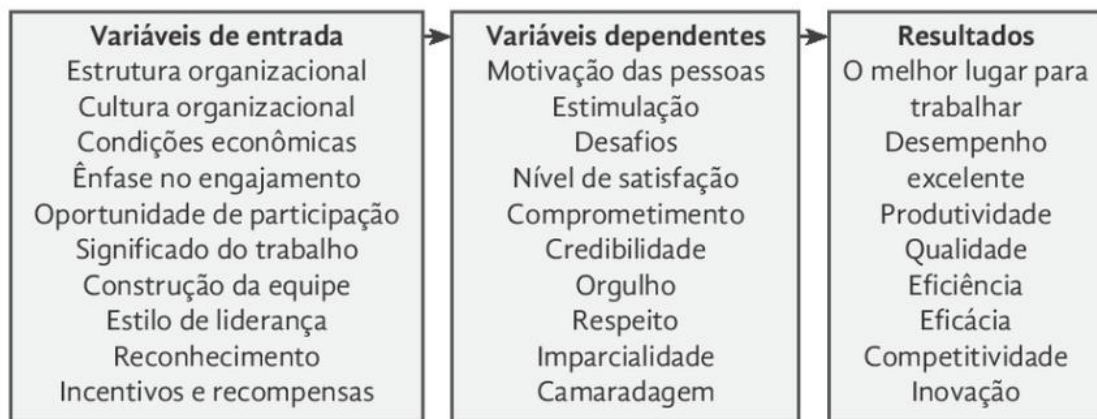 Variáveis de entrada
Estrutura organizacional
Cultura organizacional
Condições econômicas
Ênfase no engajamento
Oportunidade de participação
Significado do trabalho
Construção da equipe
Estilo de liderança
Reconhecimento
Incentivos e recompensas
Variáveis dependentes
Motivação das pessoas
Estimulação
Desafios
Nível de satisfação
Comprometimento
Credibilidade
Orgulho
Respeito
Imparcialidade
Camaradagem
Resultados
O melhor lugar para
trabalhar
Desempenho
excelente
Produtividade
Qualidade
Eficiência
Eficácia
Competitividade
Inovação